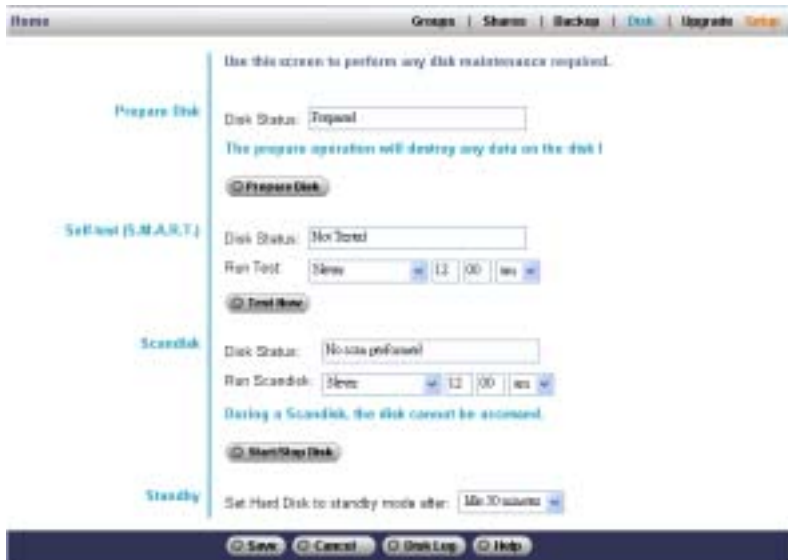 Home Groups | Shares | Backup | Disk | Upgrade Setup
Use this screen to perform any disk maintenance required.
Prepare Disk
Disk Status: Prepared
The prepare operation will destroy any data on the disk !
Prepare Disk
Self-test (S.M.A.R.T.)
Disk Status: Not Tested
Run Test: Never 12 00 am
Test Now
Scandisk
Disk Status: No scan performed
Run Scandisk: Never 12 00 am
During a Scandisk, the disk cannot be accessed.
Start/Stop Disk
Standby
Set Hard Disk to standby mode after: 30 minutes
Save Cancel Disk Log Help